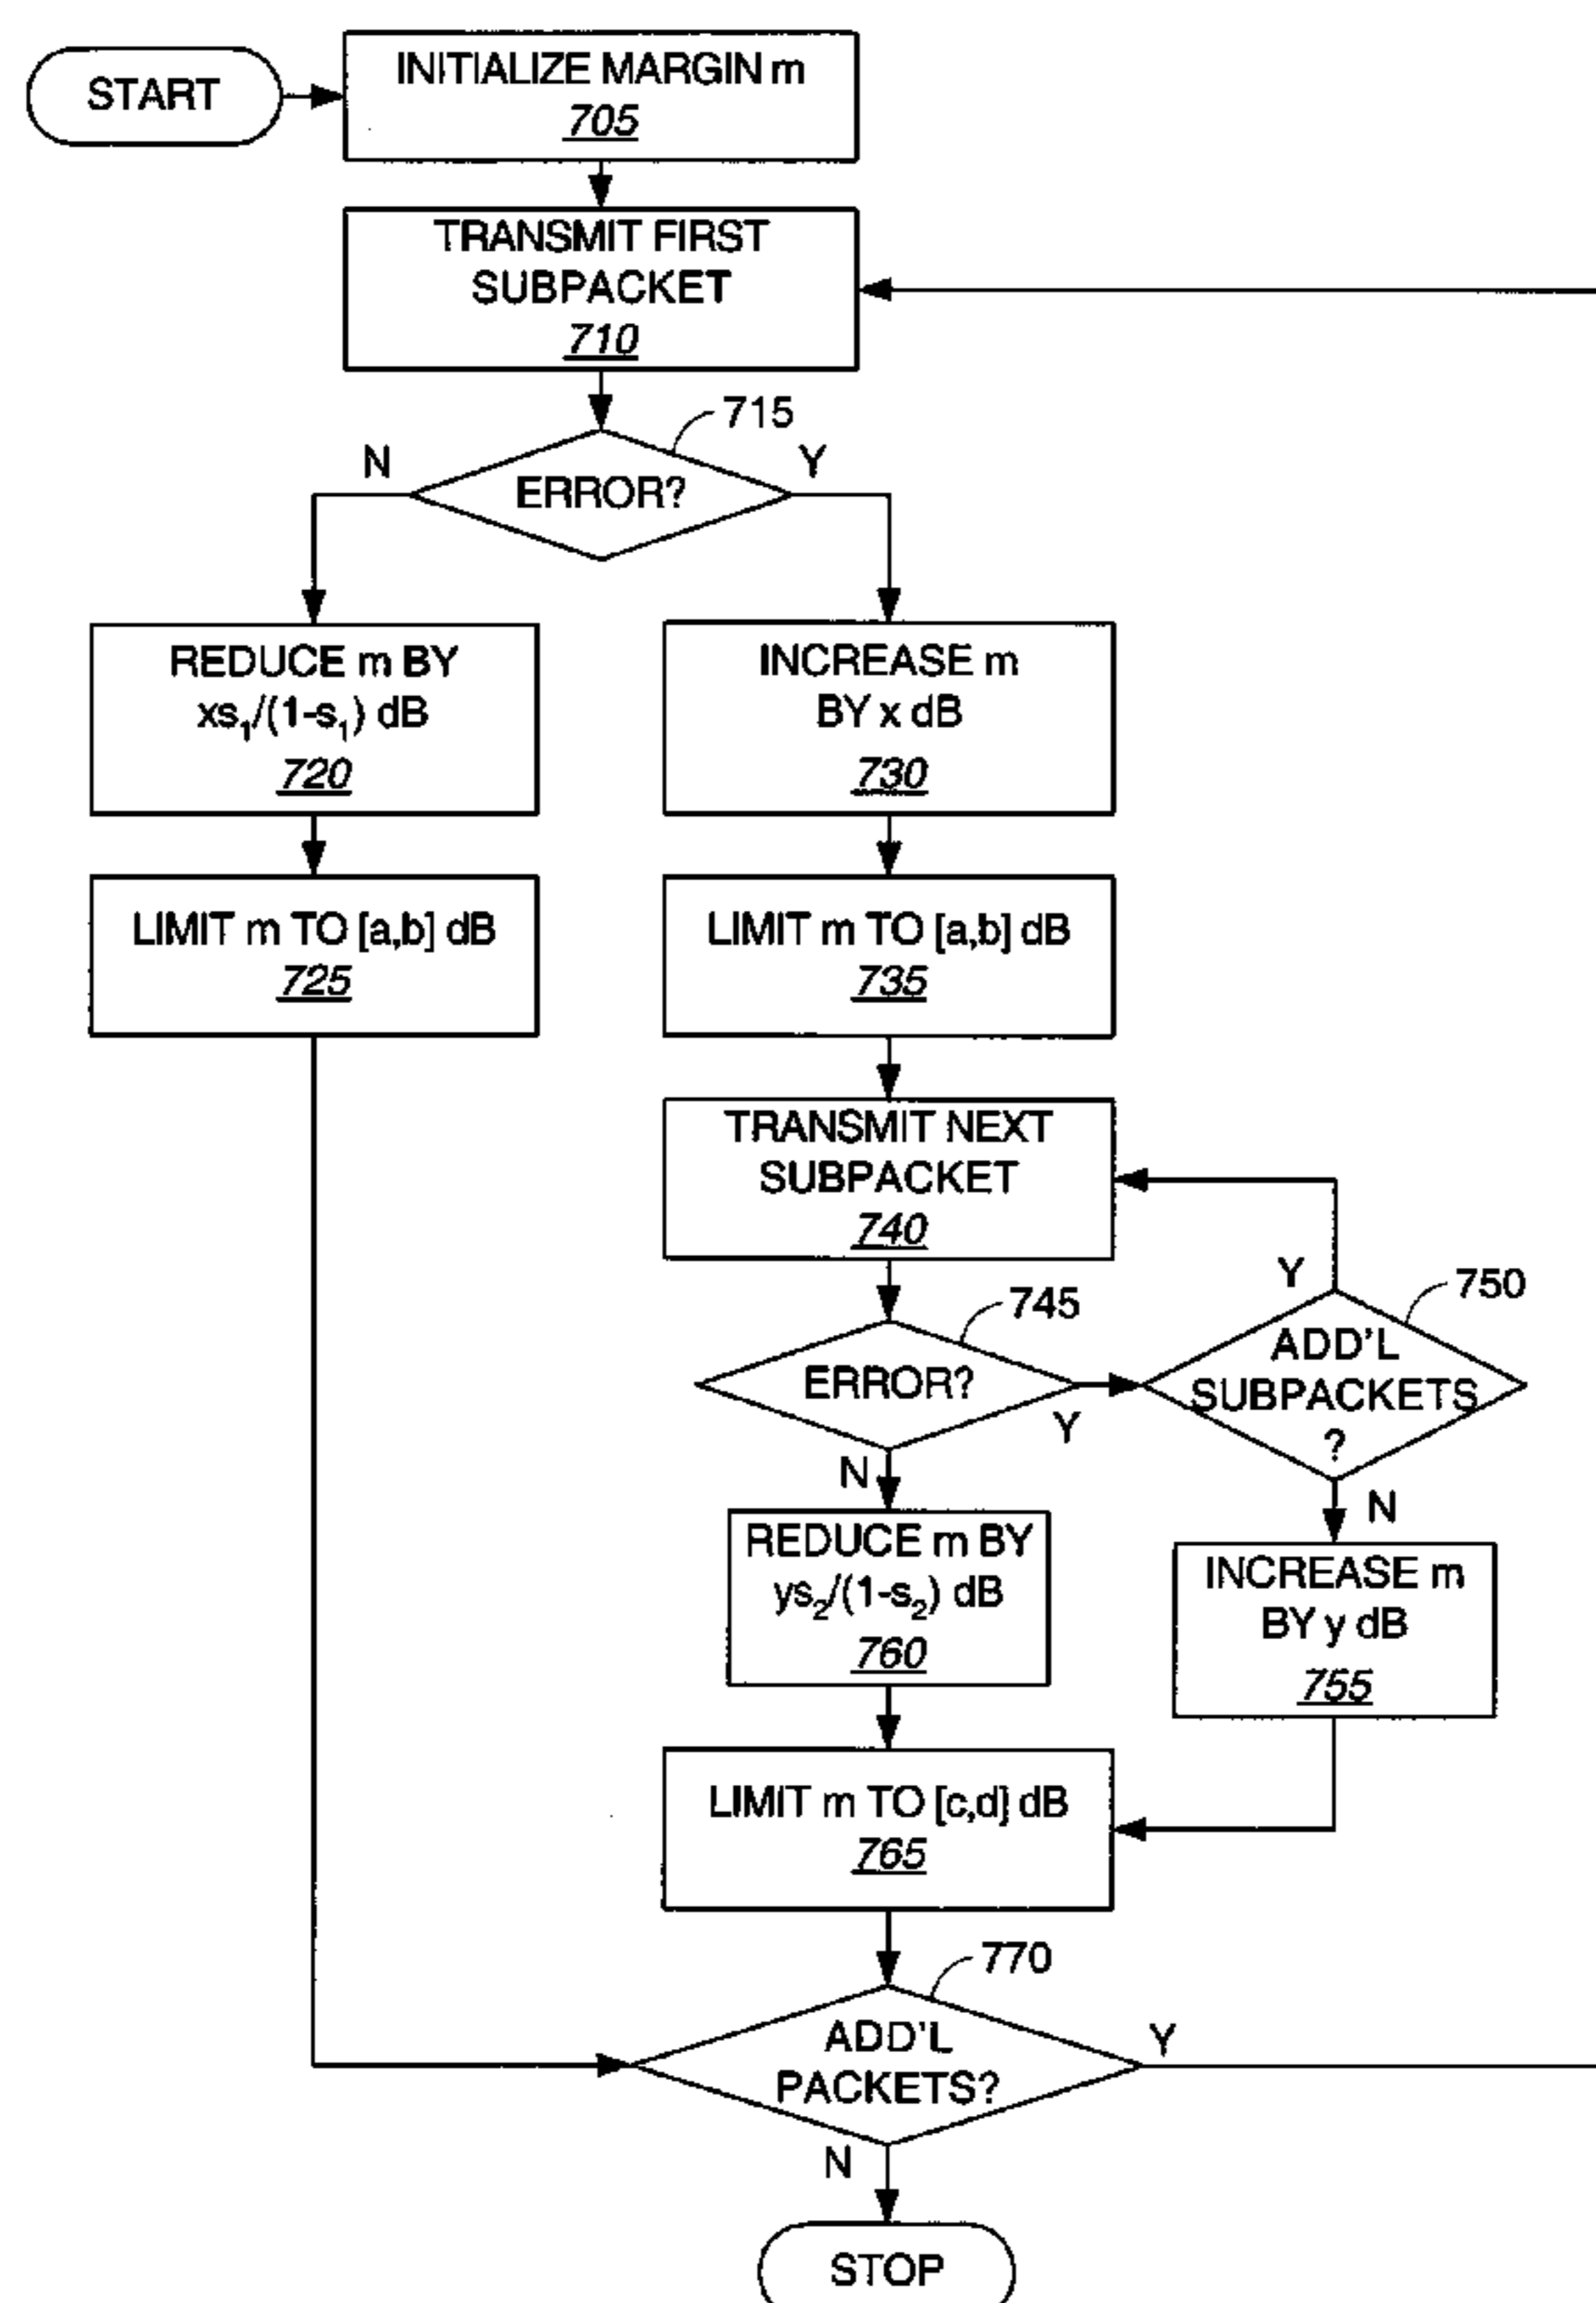 START
INITIALIZE MARGIN m
705
TRANSMIT FIRST
SUBPACKET
710
715
N
Y
ERROR?
REDUCE m BY
xs₁/(1-s₁) dB
720
INCREASE m
BY x dB
730
LIMIT m TO [a,b] dB
725
LIMIT m TO [a,b] dB
735
TRANSMIT NEXT
SUBPACKET
740
745
ERROR?
Y
N
750
Y
ADD'L
SUBPACKETS
?
N
REDUCE m BY
ys₂/(1-s₂) dB
760
INCREASE m
BY y dB
755
LIMIT m TO [c,d] dB
765
770
ADD'L
PACKETS?
Y
N
STOP